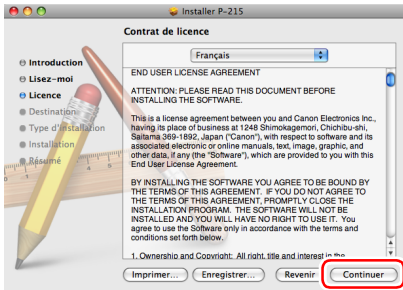 Installer P-215
Contrat de licence
Introduction
Lisez-moi
Licence
Destination
Type d'installation
Installation
Résumé
Français
END USER LICENSE AGREEMENT
ATTENTION: PLEASE READ THIS DOCUMENT BEFORE
INSTALLING THE SOFTWARE.
This is a license agreement between you and Canon Electronics Inc.,
having its place of business at 1248 Shimokagemori, Chichibu-shi,
Saitama 369-1892, Japan ("Canon"), with respect to software and its
associated electronic or online manuals, text, image, graphic, and
other data, if any (the "Software"), which are provided to you with this
End User License Agreement.
BY INSTALLING THE SOFTWARE YOU AGREE TO BE BOUND BY
THE TERMS OF THIS AGREEMENT. IF YOU DO NOT AGREE TO
THE TERMS OF THIS AGREEMENT, PROMPTLY CLOSE THE
INSTALLATION PROGRAM. THE SOFTWARE WILL NOT BE
INSTALLED AND YOU WILL HAVE NO RIGHT TO USE IT. You
agree to use the Software only in accordance with the terms and
conditions set forth below.
1. Ownership and Copyright: All right, title and interest in the
Imprimer... Enregistrer... Revenir Continuer